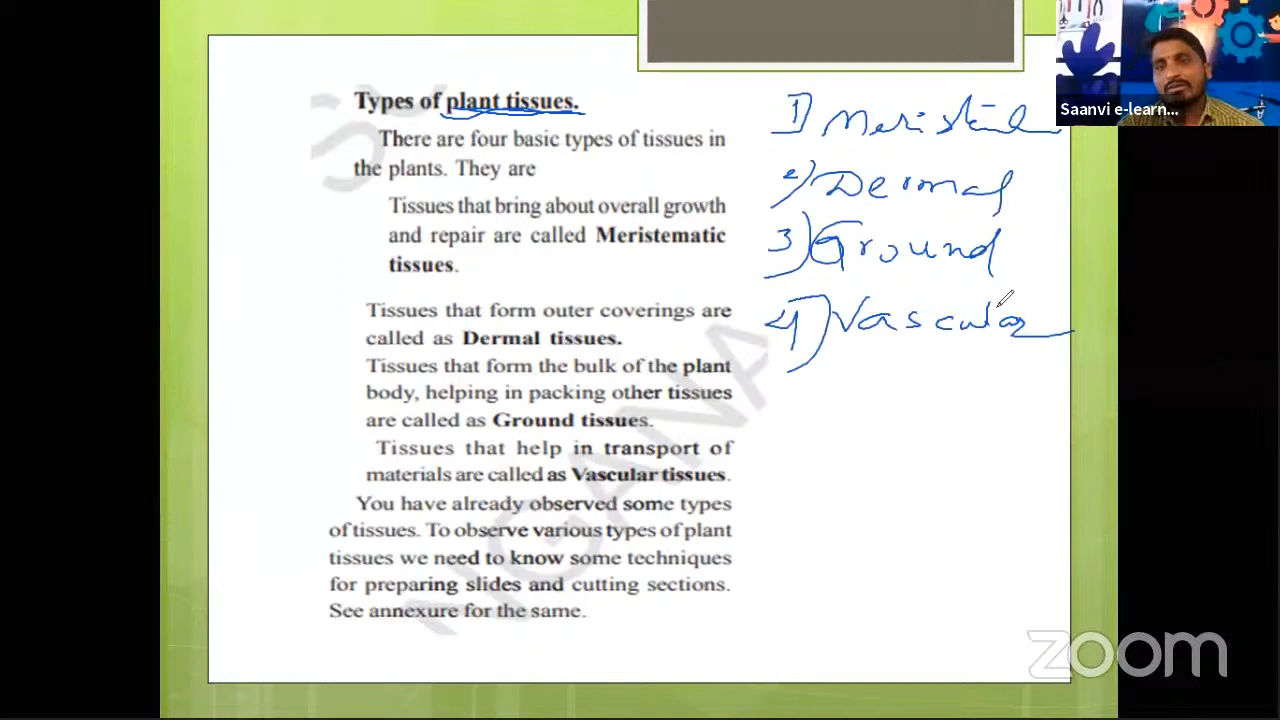 Types of plant tissues.
There are four basic types of tissues in
the plants. They are
Tissues that bring about overall growth
and repair are called Meristematic
tissues.
Tissues that form outer coverings are
called as Dermal tissues.
Tissues that form the bulk of the plant
body, helping in packing other tissues
are called as Ground tissues.
Tissues that help in transport of
materials are called as Vascular tissues.
You have already observed some types
of tissues. To observe various types of plant
tissues we need to know some techniques
for preparing slides and cutting sections.
See annexure for the same.
1)
2) Dermal
3) Ground
4) Vascular
Saanvi e-learn...
NGANA
zoom